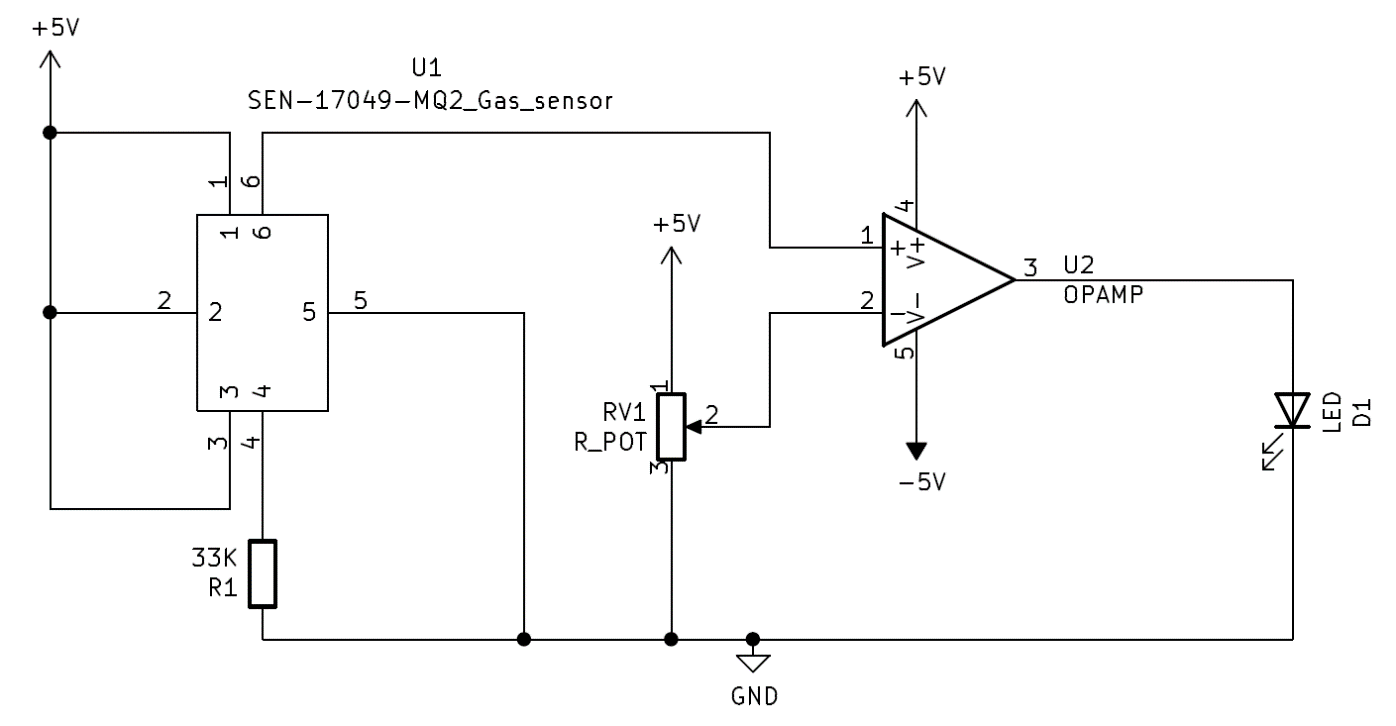 +5V
U1
SEN-17049-MQ2_Gas_sensor
+5V
1
6
4
1
6
+5V
1
+
V+
3
U2
OPAMP
2
2
5
5
2
-
V-
5
3
4
1
RV1
R_POT
2
3
LED
D1
3
4
-5V
33K
R1
GND